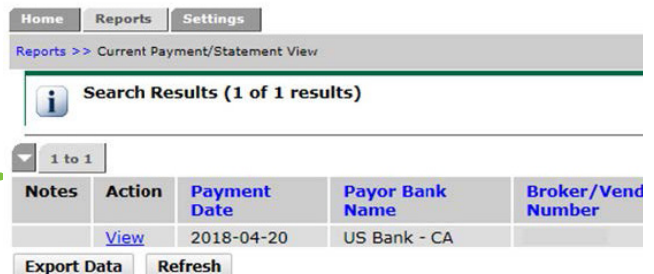 Home Reports Settings
Reports >> Current Payment/Statement View
i Search Results (1 of 1 results)
1 to 1
Notes Action Payment Date Payor Bank Name Broker/Vend Number
View 2018-04-20 US Bank - CA
Export Data Refresh